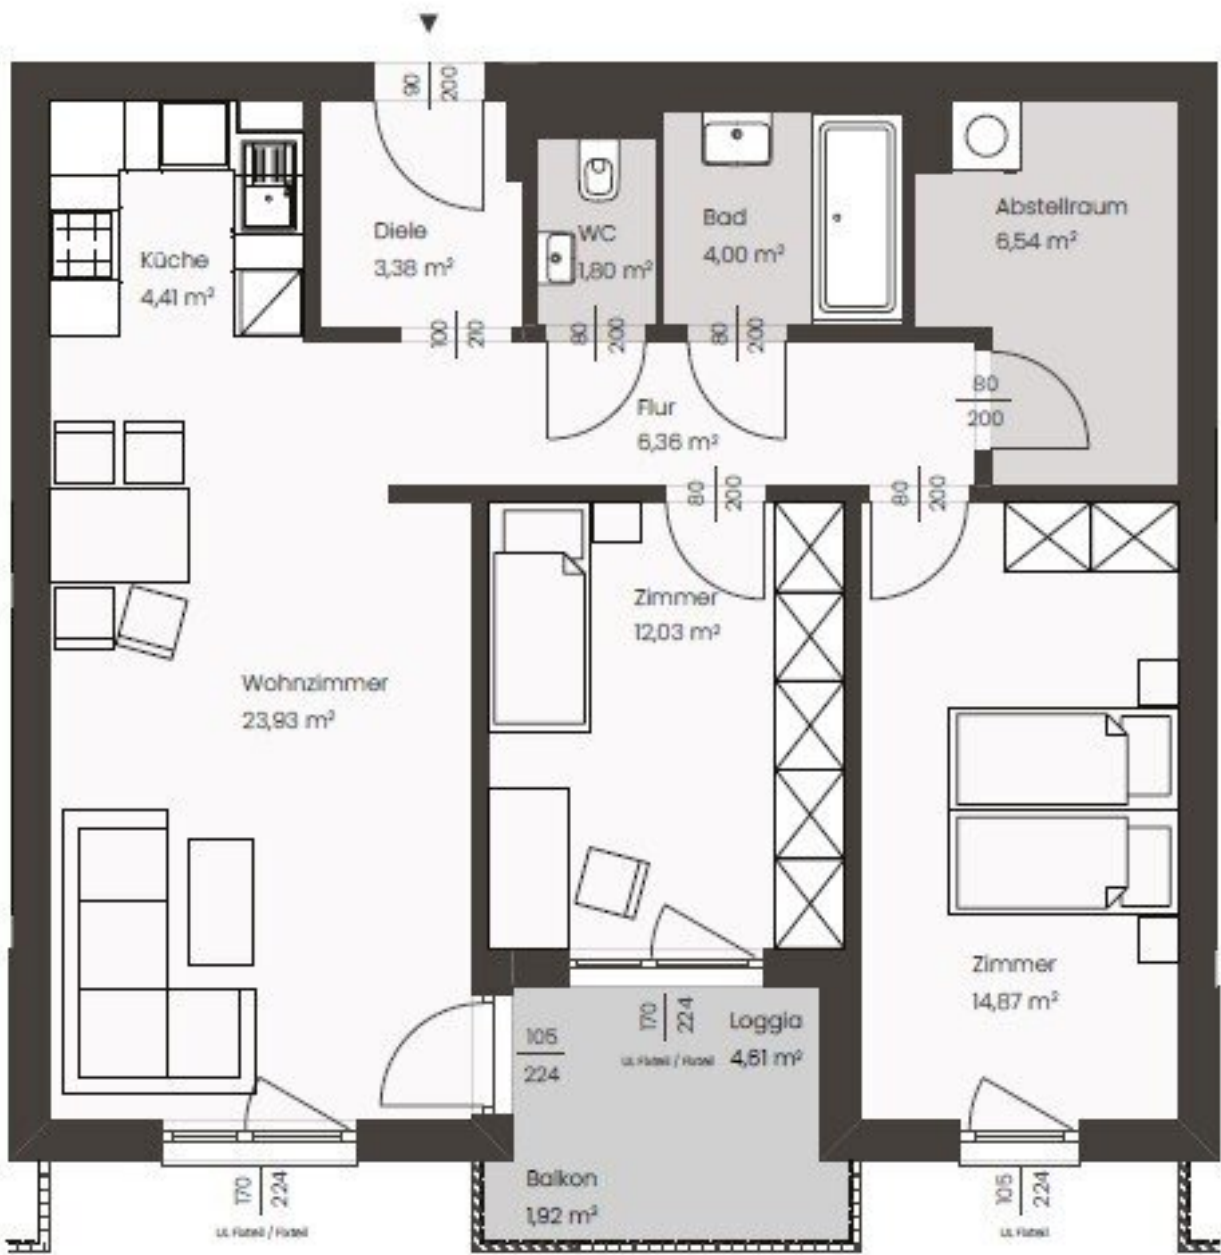 90
200
Diele
3,38 m²
Küche
4,41 m²
WC
1,80 m²
Bad
4,00 m²
Abstellraum
6,54 m²
100
210
80
200
80
200
80
200
Flur
6,36 m²
80
200
80
200
Zimmer
12,03 m²
Wohnzimmer
23,93 m²
Zimmer
14,87 m²
105
224
170
224
Loggia
4,61 m²
Balkon
1,92 m²
170
224
105
224